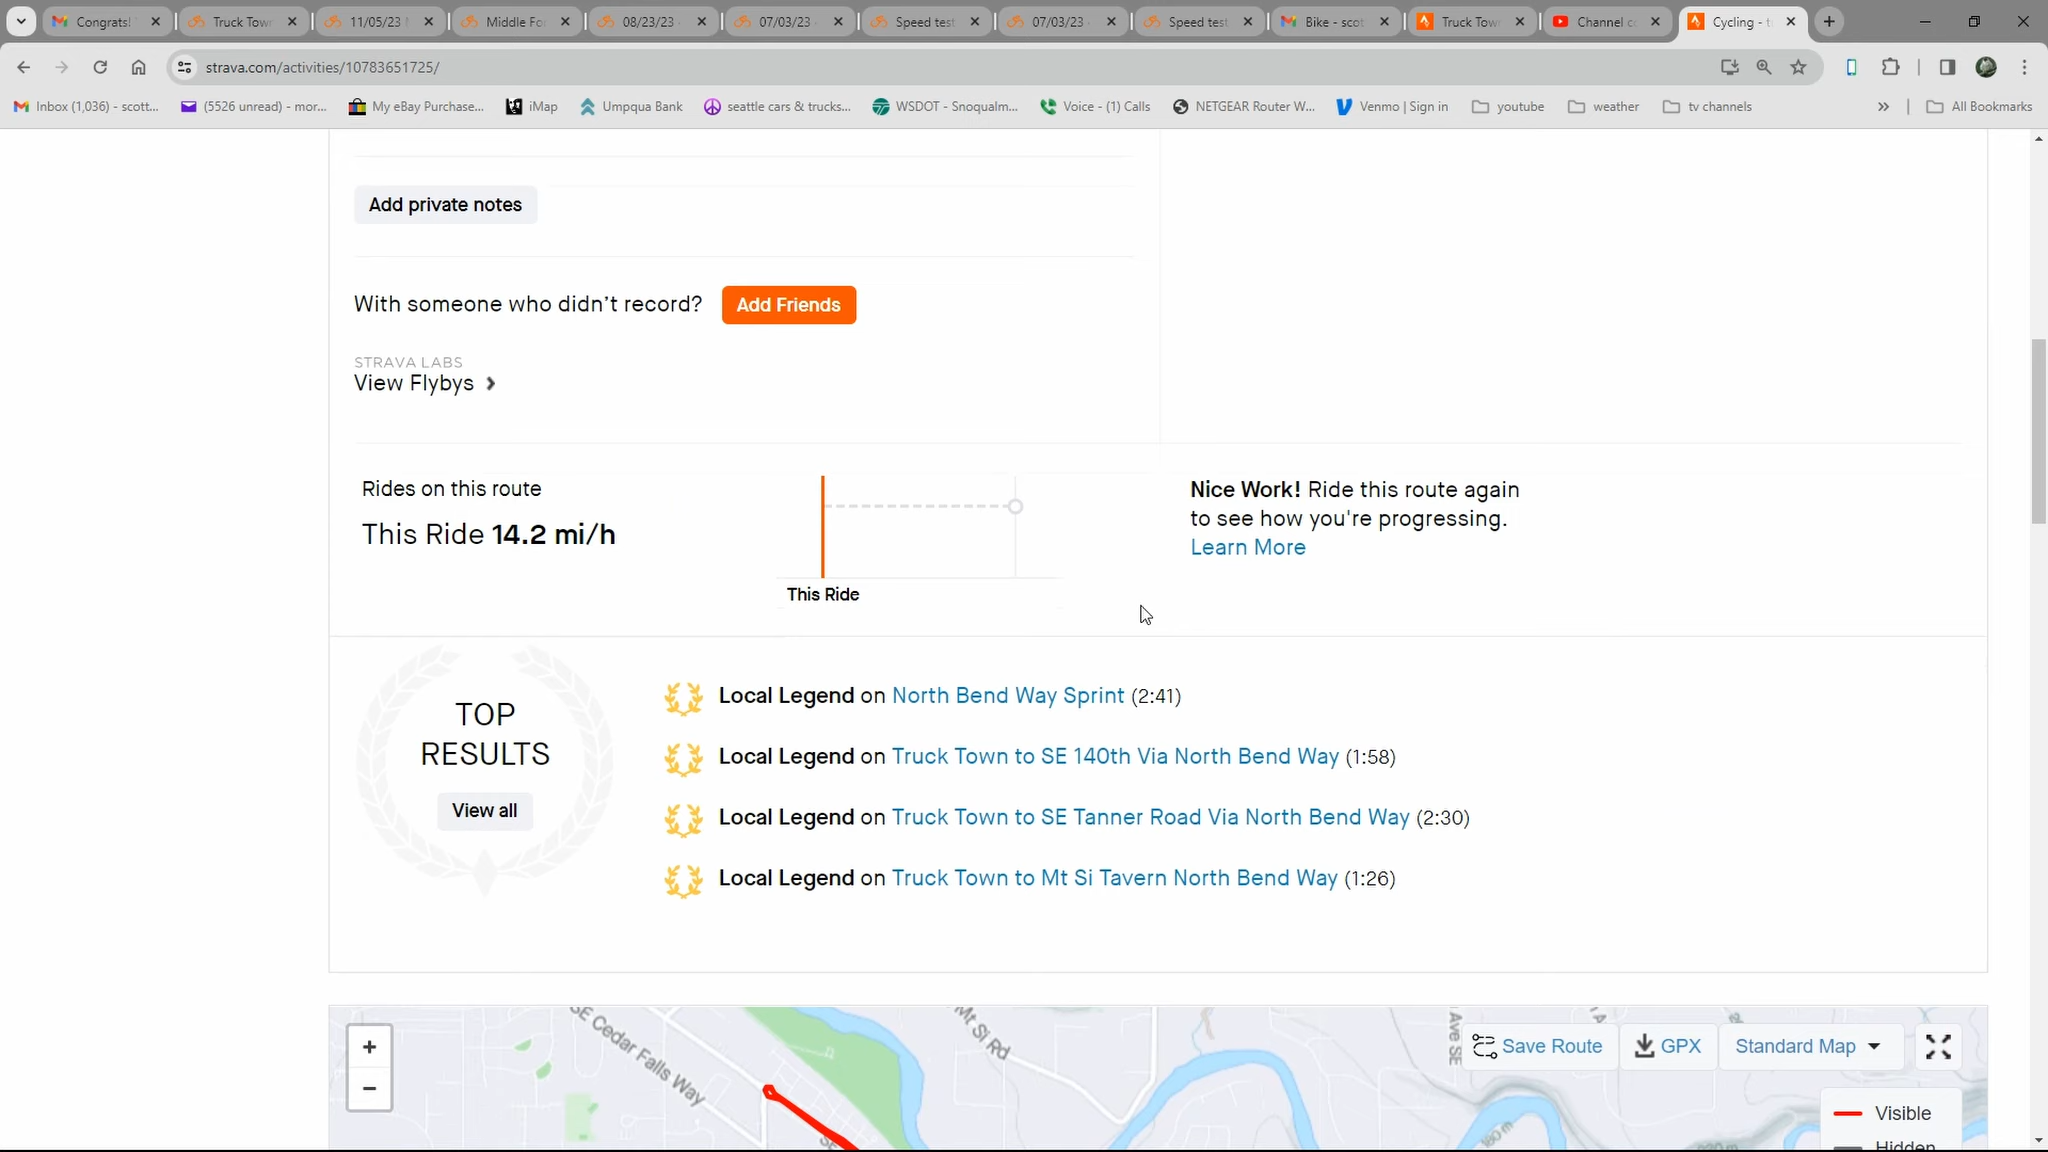 Congrats!
Truck Tow
11/05/23
Middle Fo
08/23/23
07/03/23
Speed test
07/03/23
Speed test
Bike - scot
Truck Tow
Channel c
Cycling - t
strava.com/activities/10783651725/
Inbox (1,036) - scott...
(5526 unread) - mor...
My eBay Purchase...
iMap
Umpqua Bank
seattle cars & trucks...
WSDOT - Snoqualm...
Voice - (1) Calls
NETGEAR Router W...
Venmo | Sign in
youtube
weather
tv channels
»
All Bookmarks
Add private notes
With someone who didn't record?
Add Friends
STRAVA LABS
View Flybys
Rides on this route
This Ride 14.2 mi/h
This Ride
Nice Work! Ride this route again
to see how you're progressing.
Learn More
TOP
RESULTS
View all
Local Legend on North Bend Way Sprint (2:41)
Local Legend on Truck Town to SE 140th Via North Bend Way (1:58)
Local Legend on Truck Town to SE Tanner Road Via North Bend Way (2:30)
Local Legend on Truck Town to Mt Si Tavern North Bend Way (1:26)
+
−
SE Cedar Falls Way
Mt Si Rd
Ave SE
Save Route
GPX
Standard Map
Visible
Hidden
180 m
SE